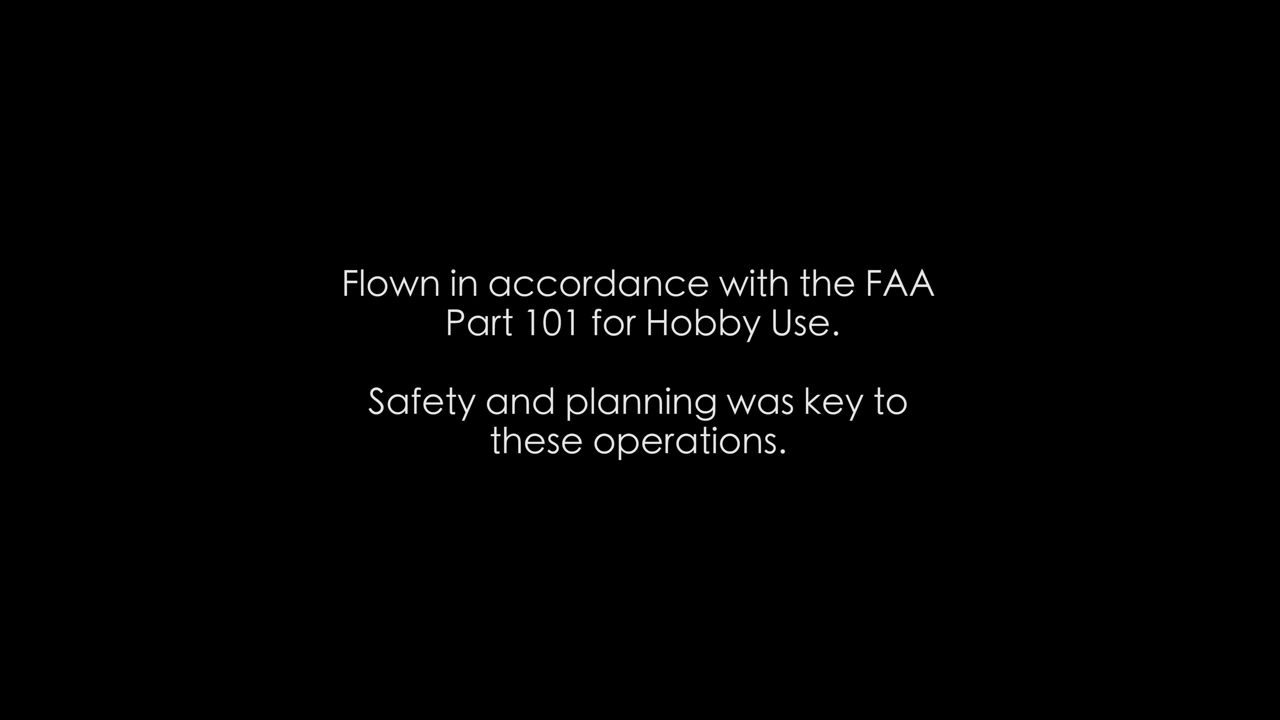 Flown in accordance with the FAA
Part 101 for Hobby Use.
Safety and planning was key to
these operations.